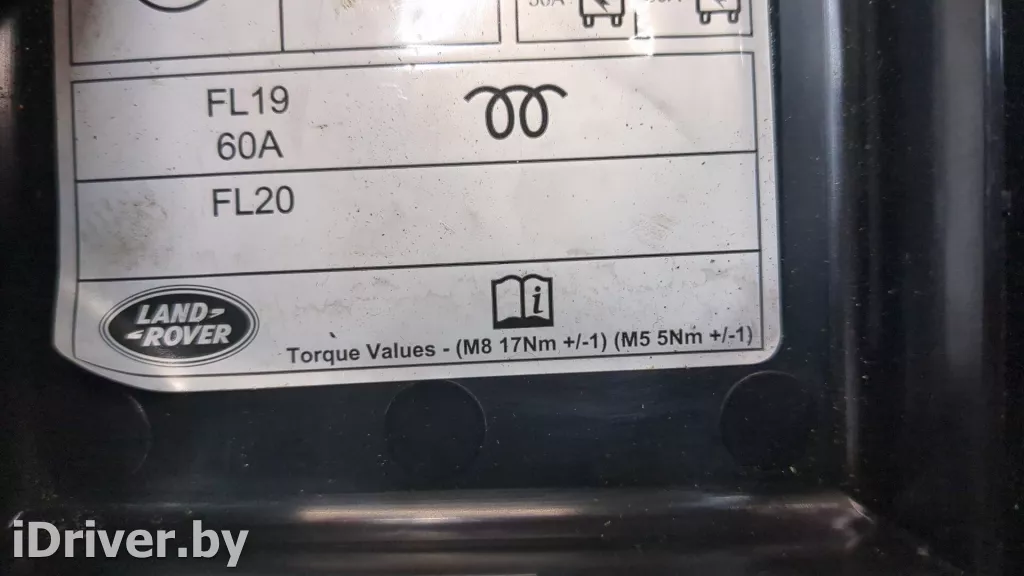 FL19
60A
FL20
LAND
ROVER
i
Torque Values - (M8 17Nm +/-1) (M5 5Nm +/-1)
iDriver.by